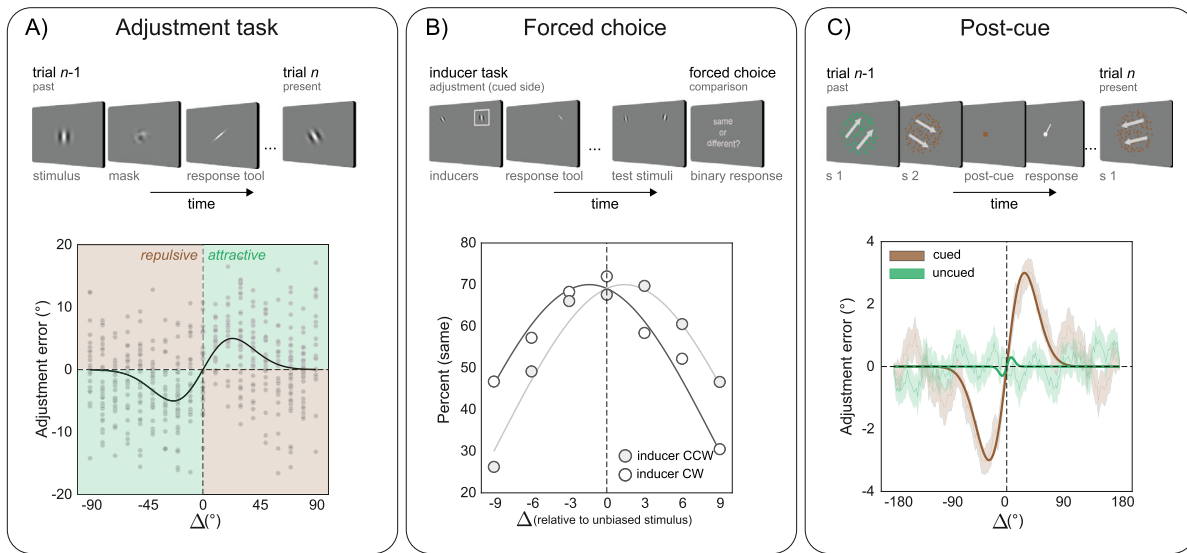 A) Adjustment task
trial n-1
past
trial n
present
...
stimulus
mask
response tool
time
20
10
0
-10
-20
Adjustment error (°)
repulsive
attractive
-90
-45
0
45
90
Δ(°)
B) Forced choice
inducer task
adjustment (cued side)
forced choice
comparison
same
or
different?
...
inducers
response tool
test stimuli
binary response
time
80
70
60
50
40
30
20
Percent (same)
inducer CCW
inducer CW
-9
-6
-3
0
3
6
9
Δ (relative to unbiased stimulus)
C) Post-cue
trial n-1
past
trial n
present
...
s 1
s 2
post-cue
response
s 1
time
4
2
0
-2
-4
Adjustment error (°)
cued
uncued
-180
-90
0
90
180
Δ(°)